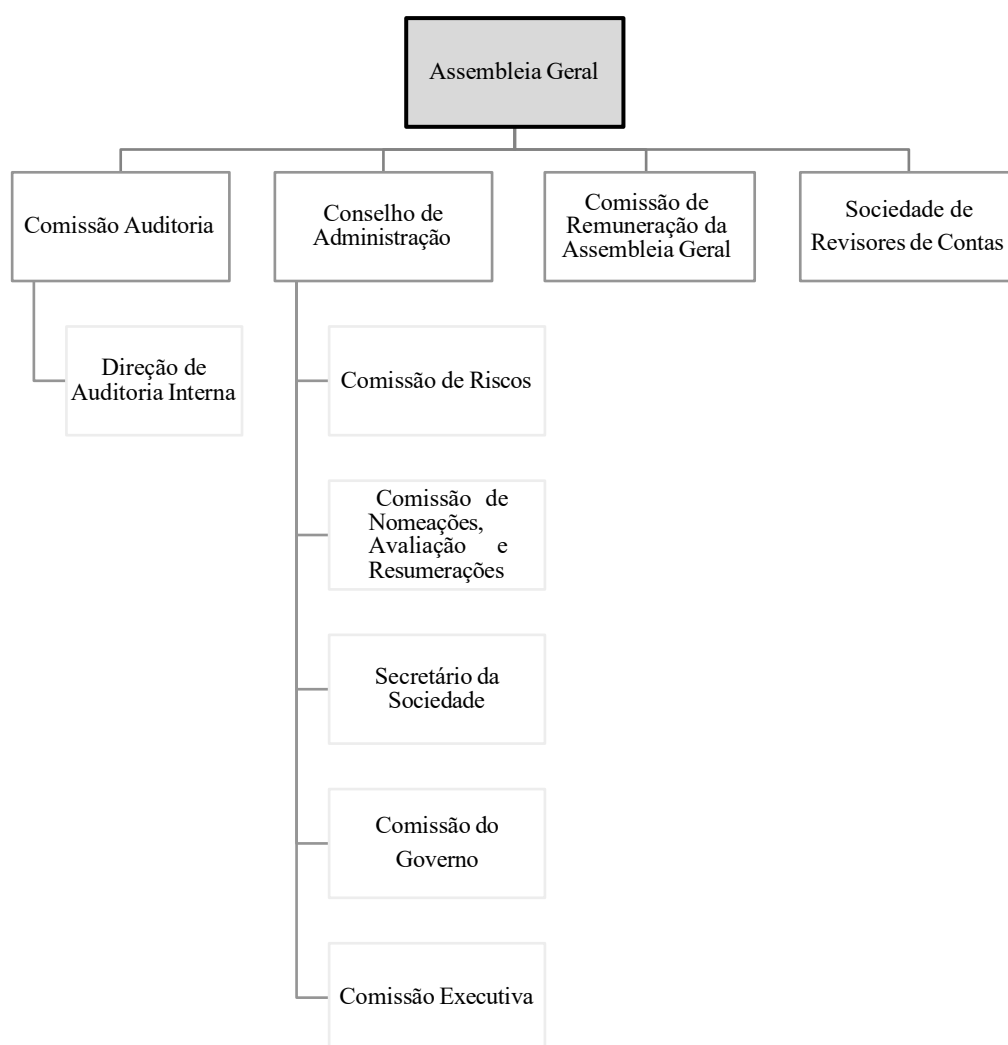 Assembleia Geral
Comissão Auditoria
Conselho de
Administração
Comissão de
Remuneração da
Assembleia Geral
Sociedade de
Revisores de Contas
Direção de
Auditoria Interna
Comissão de Riscos
Comissão de
Nomeações,
Avaliação e
Resumerações
Secretário da
Sociedade
Comissão do
Governo
Comissão Executiva